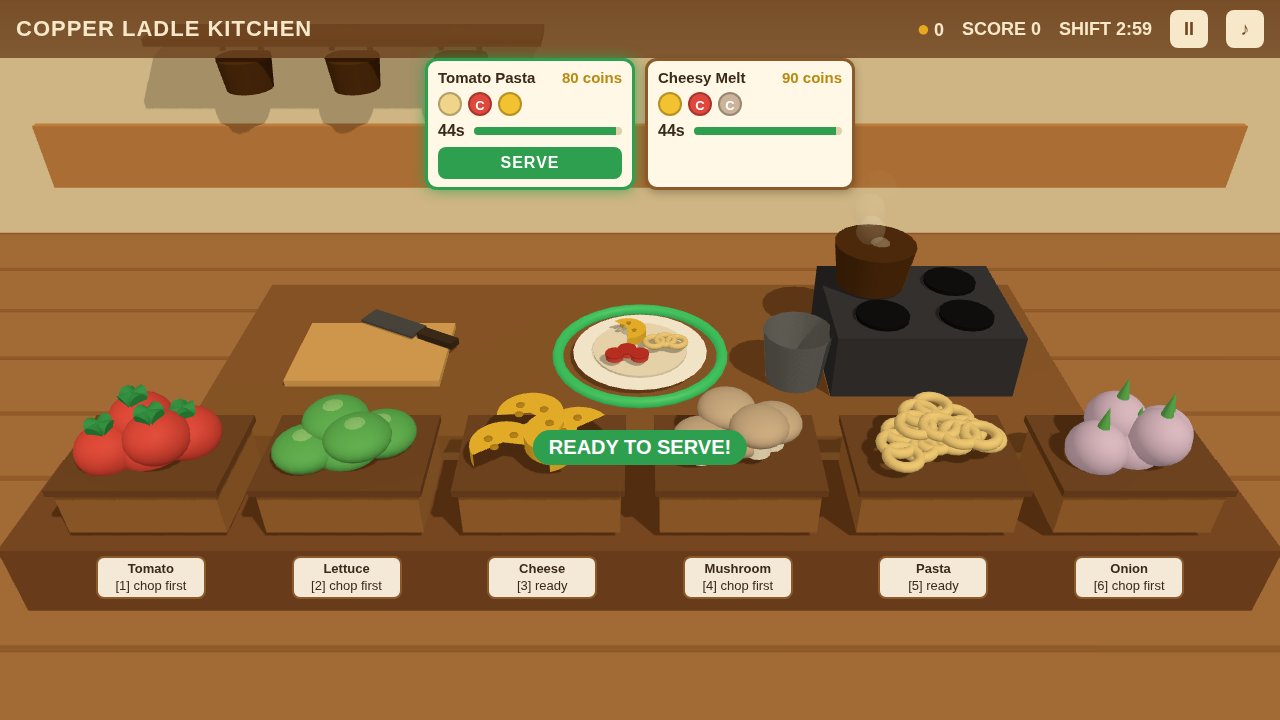 COPPER LADLE KITCHEN
0 SCORE 0 SHIFT 2:59
Tomato Pasta 80 coins
C
44s
SERVE
Cheesy Melt 90 coins
C C
44s
READY TO SERVE!
Tomato
[1] chop first
Lettuce
[2] chop first
Cheese
[3] ready
Mushroom
[4] chop first
Pasta
[5] ready
Onion
[6] chop first